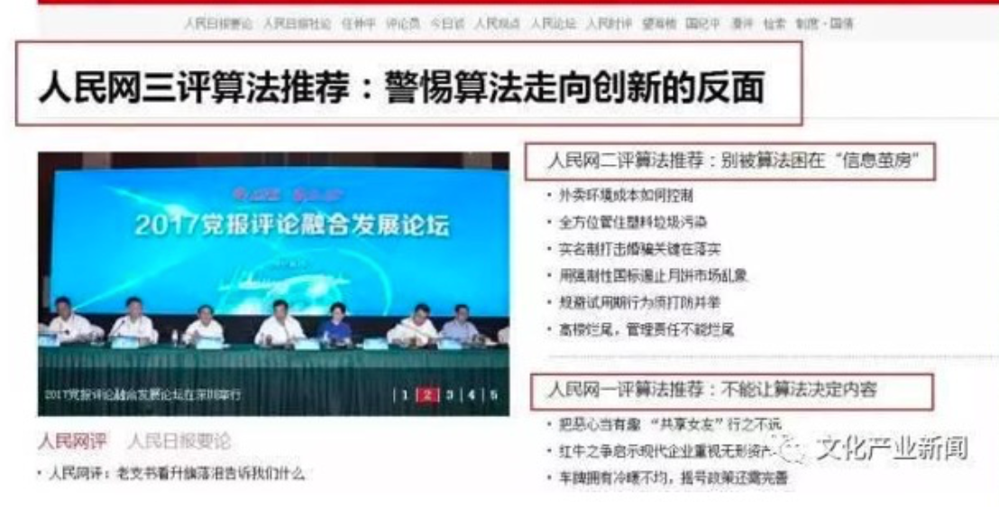 人民日报要论 人民日报社论 任仲平 评论员 今日谈 人民观点 人民论坛 人民时评 望海楼 国纪平 漫评 检索 制度·国情
人民网三评算法推荐：警惕算法走向创新的反面
2017党报评论融合发展论坛
2017党报评论融合发展论坛在深圳举行
1 2 3 4 5
人民网评 人民日报要论
人民网评：老支书看升旗落泪告诉我们什么
人民网二评算法推荐：别被算法困在“信息茧房”
外卖环境成本如何控制
全方位管住塑料垃圾污染
实名制打击婚骗关键在落实
用强制性国标遏止月饼市场乱象
规避试用期行为须打防并举
高楼烂尾，管理责任不能烂尾
人民网一评算法推荐：不能让算法决定内容
把恶心当有趣 “共享女友”行之不远
红牛之争启示现代企业重视无形资产
车牌拥有冷暖不均，摇号政策还需完善
文化产业新闻